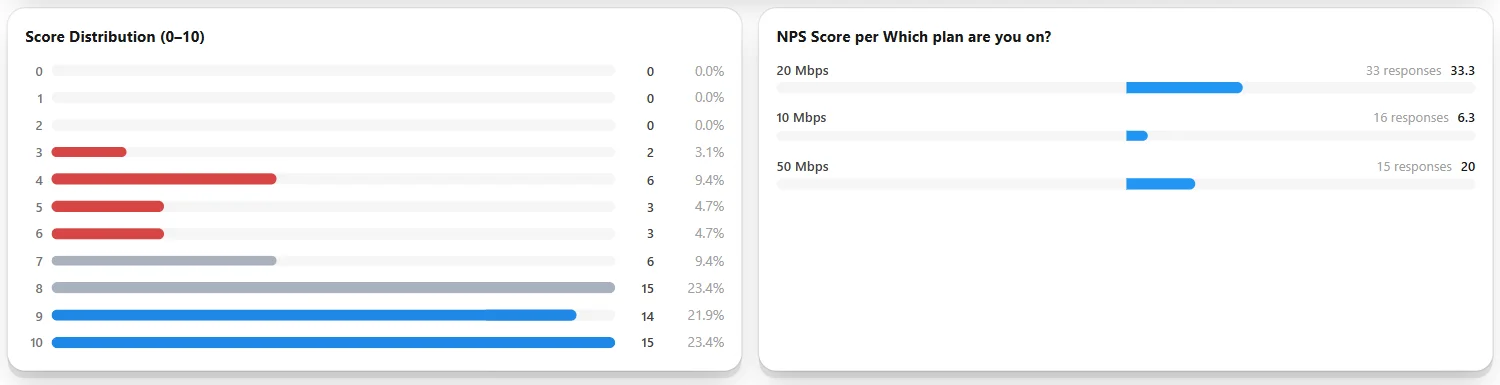 Score Distribution (0–10)
0 0 0.0%
1 0 0.0%
2 0 0.0%
3 2 3.1%
4 6 9.4%
5 3 4.7%
6 3 4.7%
7 6 9.4%
8 15 23.4%
9 14 21.9%
10 15 23.4%
NPS Score per Which plan are you on?
20 Mbps 33 responses 33.3
10 Mbps 16 responses 6.3
50 Mbps 15 responses 20